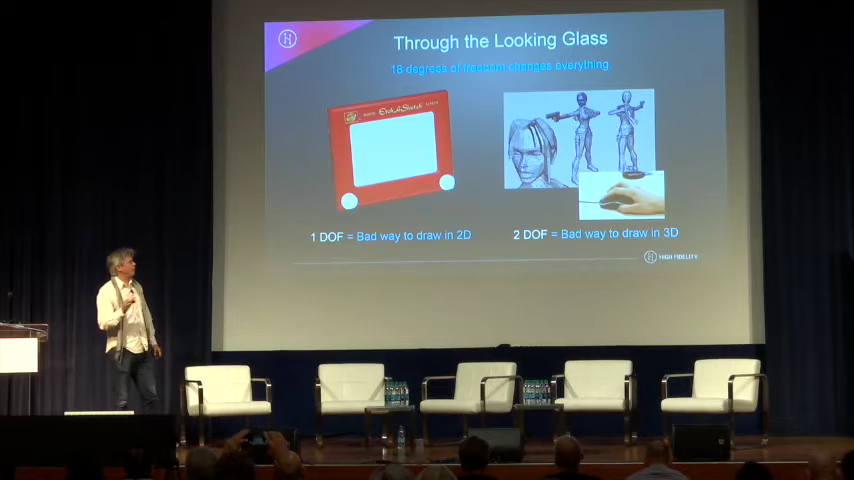 Through the Looking Glass
18 degrees of freedom changes everything
Etch A Sketch
1 DOF = Bad way to draw in 2D
2 DOF = Bad way to draw in 3D
HIGH FIDELITY